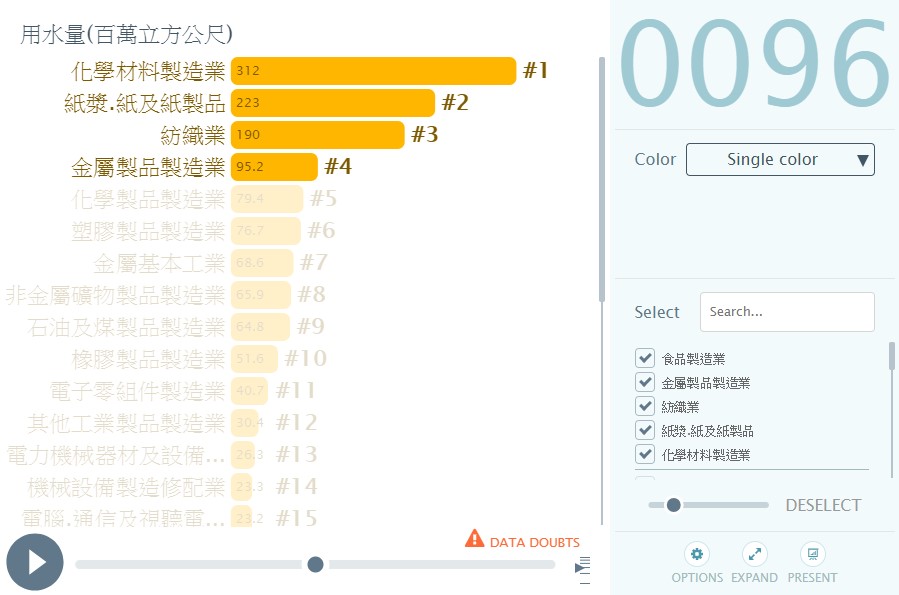 用水量(百萬立方公尺)
化學材料製造業 312 #1
紙漿.紙及紙製品 223 #2
紡織業 190 #3
金屬製品製造業 95.2 #4
化學製品製造業 79.4 #5
塑膠製品製造業 76.7 #6
金屬基本工業 68.6 #7
非金屬礦物製品製造業 65.9 #8
石油及煤製品製造業 64.8 #9
橡膠製品製造業 51.6 #10
電子零組件製造業 40.7 #11
其他工業製品製造業 30.4 #12
電力機械器材及設備... 26.3 #13
機械設備製造修配業 23.3 #14
電腦.通信及視聽電... 23.2 #15
DATA DOUBTS
0096
Color Single color
Select Search...
食品製造業
金屬製品製造業
紡織業
紙漿.紙及紙製品
化學材料製造業
DESELECT
OPTIONS EXPAND PRESENT